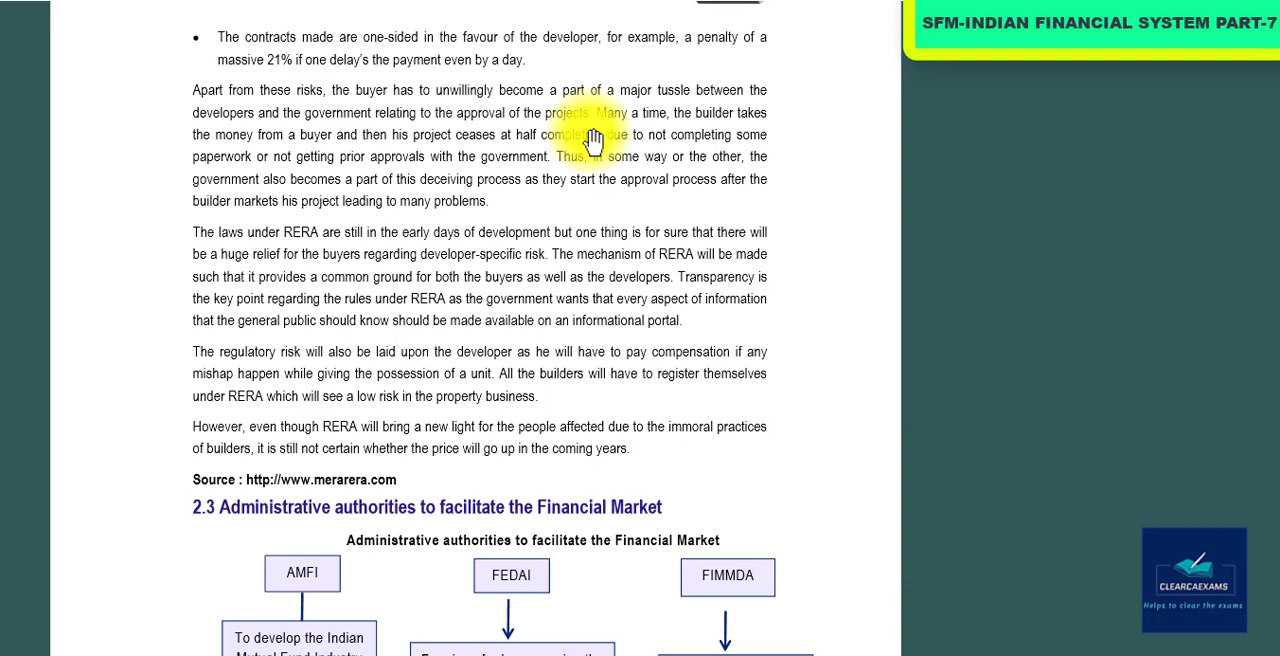 SFM-INDIAN FINANCIAL SYSTEM PART-7
• The contracts made are one-sided in the favour of the developer, for example, a penalty of a
massive 21% if one delay's the payment even by a day.
Apart from these risks, the buyer has to unwillingly become a part of a major tussle between the
developers and the government relating to the approval of the projects. Many a time, the builder takes
the money from a buyer and then his project ceases at half due to not completing some
paperwork or not getting prior approvals with the government. Thus, in some way or the other, the
government also becomes a part of this deceiving process as they start the approval process after the
builder markets his project leading to many problems.
The laws under RERA are still in the early days of development but one thing is for sure that there will
be a huge relief for the buyers regarding developer-specific risk. The mechanism of RERA will be made
such that it provides a common ground for both the buyers as well as the developers. Transparency is
the key point regarding the rules under RERA as the government wants that every aspect of information
that the general public should know should be made available on an informational portal.
The regulatory risk will also be laid upon the developer as he will have to pay compensation if any
mishap happen while giving the possession of a unit. All the builders will have to register themselves
under RERA which will see a low risk in the property business.
However, even though RERA will bring a new light for the people affected due to the immoral practices
of builders, it is still not certain whether the price will go up in the coming years.
Source : http://www.merarera.com
2.3 Administrative authorities to facilitate the Financial Market
Administrative authorities to facilitate the Financial Market
AMFI
FEDAI
FIMMDA
To develop the Indian
CLEARCAEXAMS
Helps to clear the exams